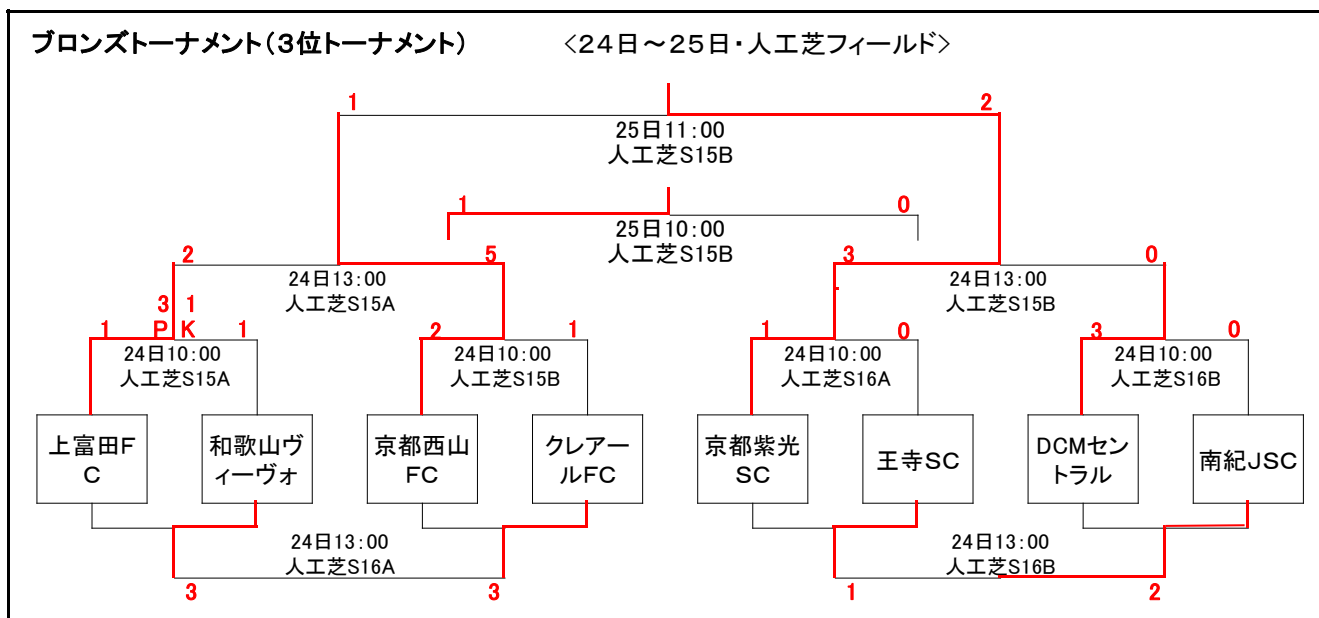 ブロンズトーナメント(3位トーナメント) <24日~25日・人工芝フィールド>
1 2
25日11:00
人工芝S15B
1 0
25日10:00
人工芝S15B
2 5 3 0
24日13:00 24日13:00
人工芝S15A 人工芝S15B
3 1
1 P K 1 2 1 1 0 3 0
24日10:00 24日10:00 24日10:00 24日10:00
人工芝S15A 人工芝S15B 人工芝S16A 人工芝S16B
上富田F
C
和歌山ヴ
ィーヴォ
京都西山
FC
クレアー
ルFC
京都紫光
SC
王寺SC
DCMセン
トラル
南紀JSC
24日13:00 24日13:00
人工芝S16A 人工芝S16B
3 3 1 2